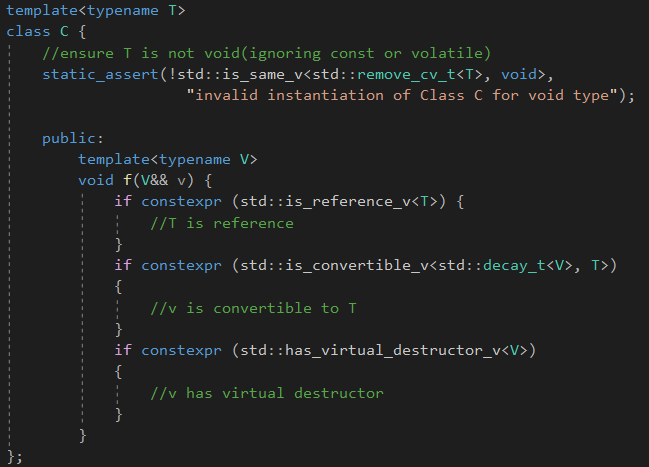 template<typename T>
class C {
    //ensure T is not void(ignoring const or volatile)
    static_assert(!std::is_same_v<std::remove_cv_t<T>, void>,
                    "invalid instantiation of Class C for void type");
    public:
        template<typename V>
        void f(V&& v) {
            if constexpr (std::is_reference_v<T>) {
                //T is reference
            }
            if constexpr (std::is_convertible_v<std::decay_t<V>, T>)
            {
                //v is convertible to T
            }
            if constexpr (std::has_virtual_destructor_v<V>)
            {
                //v has virtual destructor
            }
        }
};